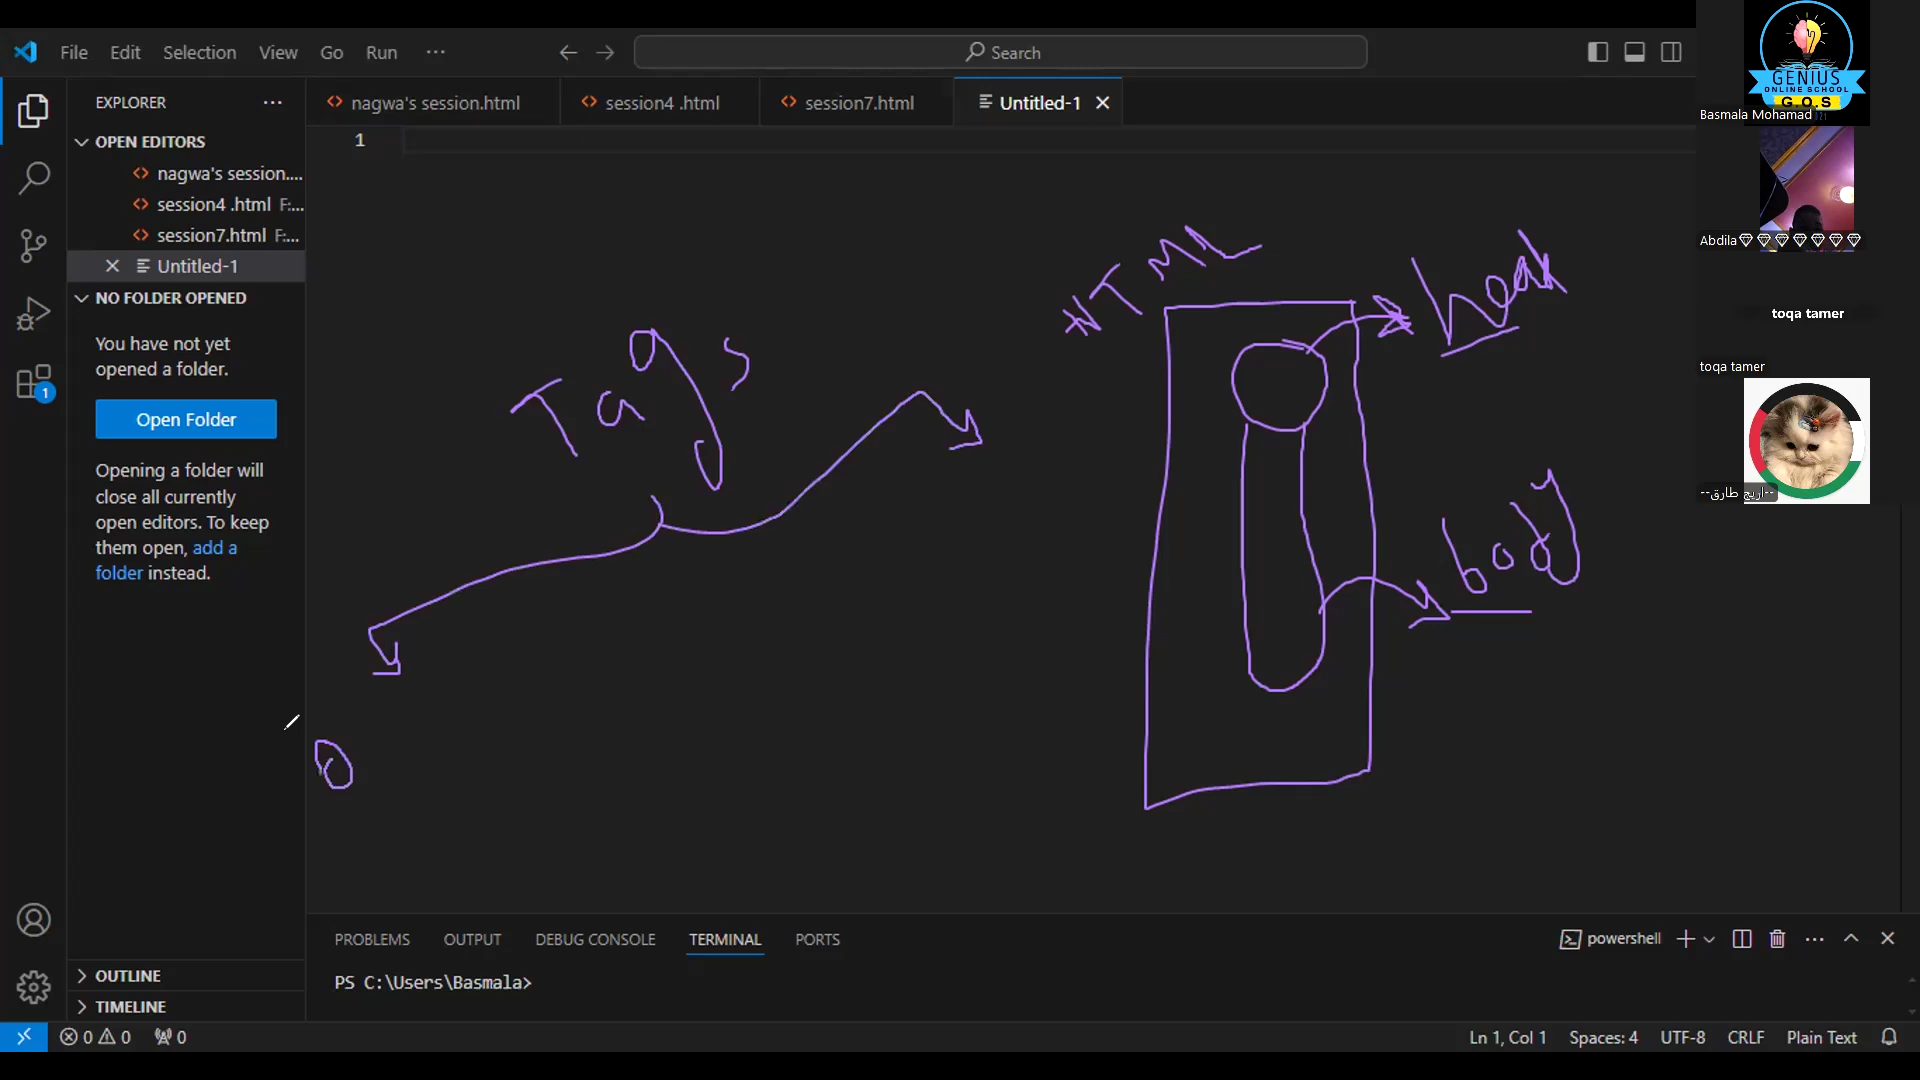 File Edit Selection View Go Run ··· Search
EXPLORER ···
OPEN EDITORS
nagwa's session....
session4 .html F:...
session7.html F:...
Untitled-1
NO FOLDER OPENED
You have not yet
opened a folder.
Open Folder
Opening a folder will
close all currently
open editors. To keep
them open, add a
folder instead.
OUTLINE
TIMELINE
nagwa's session.html session4 .html session7.html Untitled-1
1
HTML
head
Tags
body
PROBLEMS OUTPUT DEBUG CONSOLE TERMINAL PORTS
powershell
PS C:\Users\Basmala>
0 0 0
Ln 1, Col 1 Spaces: 4 UTF-8 CRLF Plain Text
1
GENIUS
ONLINE SCHOOL
G.O.S
Basmala Mohamad
Abdila
toqa tamer
toqa tamer
--اريج طارق--